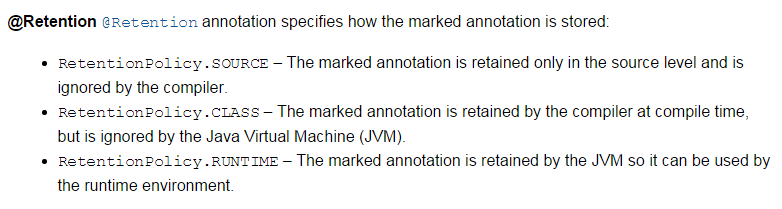 @Retention @Retention annotation specifies how the marked annotation is stored:
• RetentionPolicy.SOURCE – The marked annotation is retained only in the source level and is
ignored by the compiler.
• RetentionPolicy.CLASS – The marked annotation is retained by the compiler at compile time,
but is ignored by the Java Virtual Machine (JVM).
• RetentionPolicy.RUNTIME – The marked annotation is retained by the JVM so it can be used by
the runtime environment.